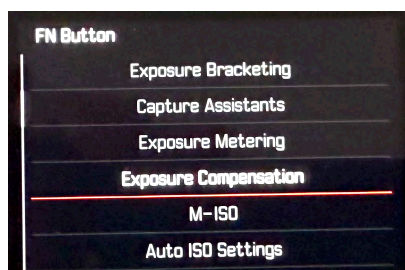 FN Button
Exposure Bracketing
Capture Assistants
Exposure Metering
Exposure Compensation
M-ISO
Auto ISO Settings